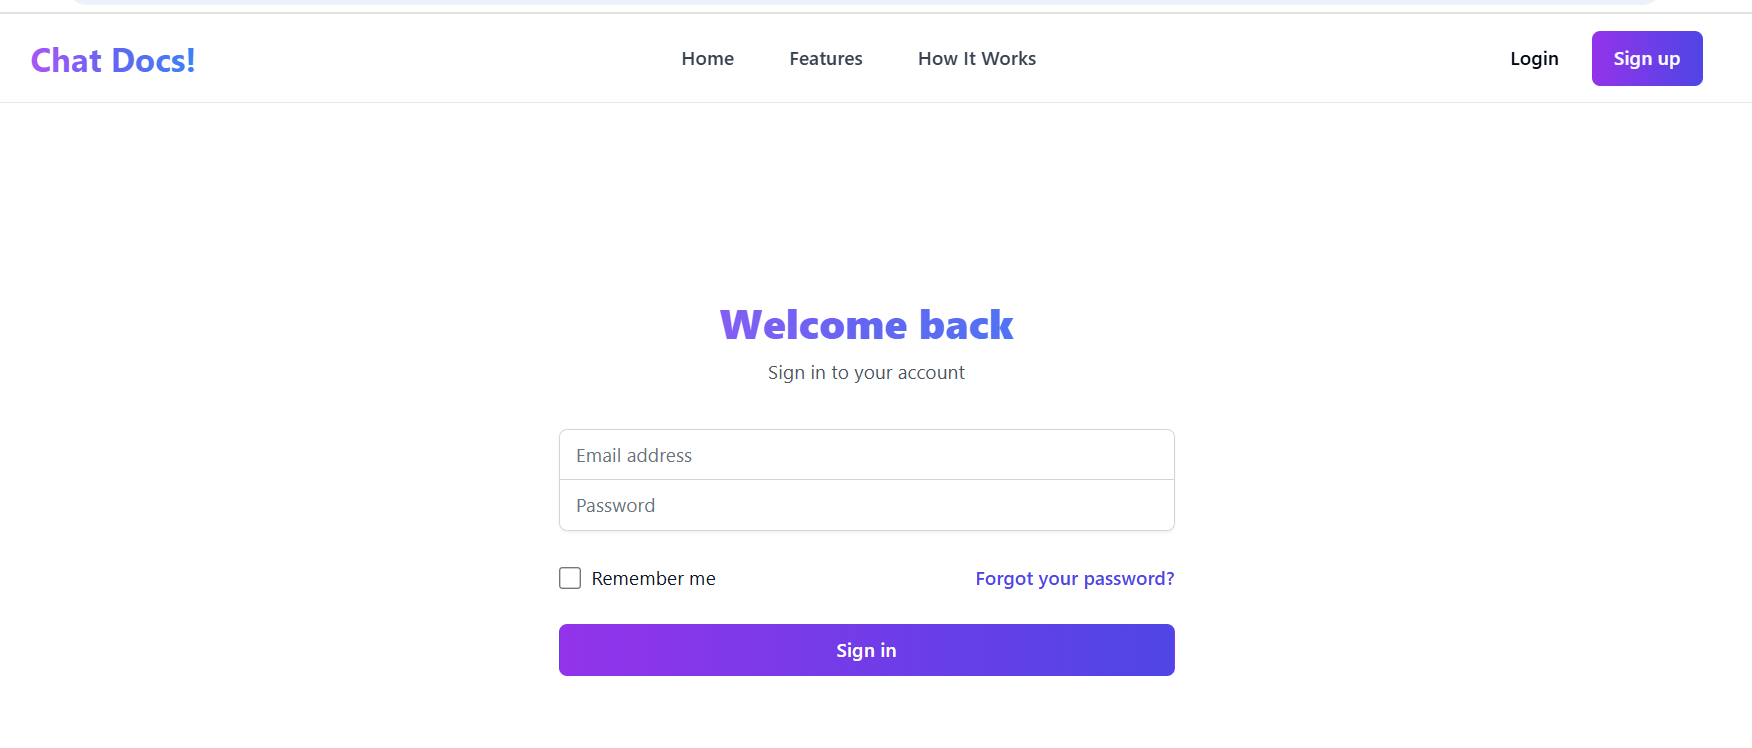 Chat Docs!
Home
Features
How It Works
Login
Sign up
Welcome back
Sign in to your account
Email address
Password
Remember me
Forgot your password?
Sign in